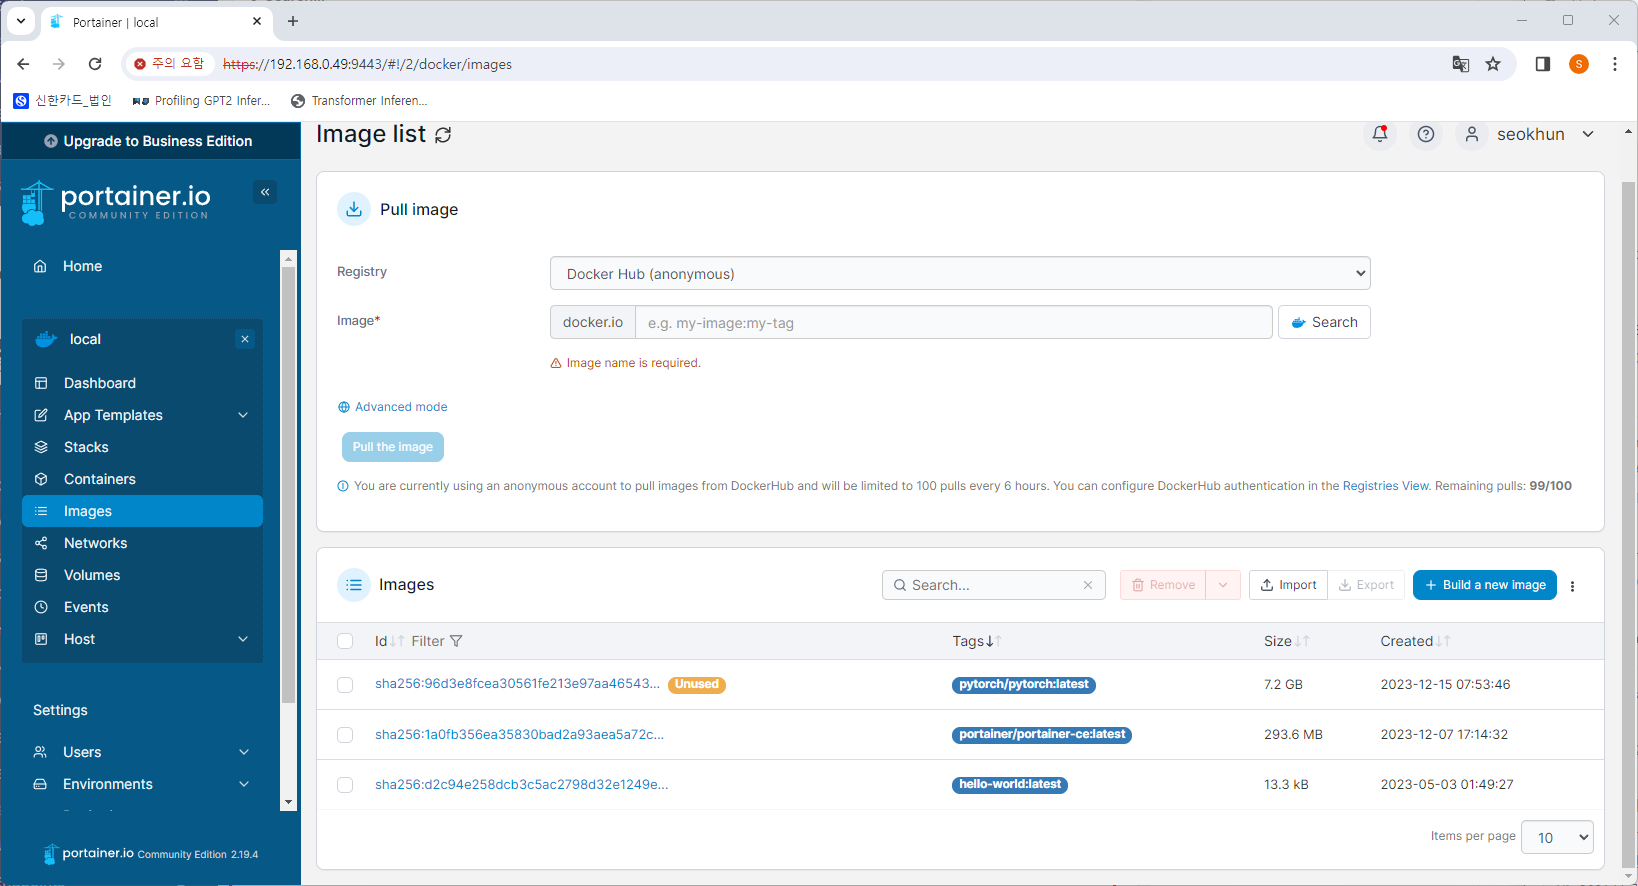 Portainer | local
주의 요함
https://192.168.0.49:9443/#!/2/docker/images
S
신한카드_법인
Profiling GPT2 Infer...
Transformer Inferen...
Upgrade to Business Edition
portainer.io
COMMUNITY EDITION
Home
local
Dashboard
App Templates
Stacks
Containers
Images
Networks
Volumes
Events
Host
Settings
Users
Environments
portainer.io Community Edition 2.19.4
Image list
seokhun
Pull image
Registry
Docker Hub (anonymous)
Image*
docker.io
e.g. my-image:my-tag
Search
Image name is required.
Advanced mode
Pull the image
You are currently using an anonymous account to pull images from DockerHub and will be limited to 100 pulls every 6 hours. You can configure DockerHub authentication in the Registries View. Remaining pulls: 99/100
Images
Search...
Remove
Import
Export
+ Build a new image
Id Filter Tags Size Created
sha256:96d3e8fcea30561fe213e97aa46543... Unused pytorch/pytorch:latest 7.2 GB 2023-12-15 07:53:46
sha256:1a0fb356ea35830bad2a93aea5a72c... portainer/portainer-ce:latest 293.6 MB 2023-12-07 17:14:32
sha256:d2c94e258dcb3c5ac2798d32e1249e... hello-world:latest 13.3 kB 2023-05-03 01:49:27
Items per page 10